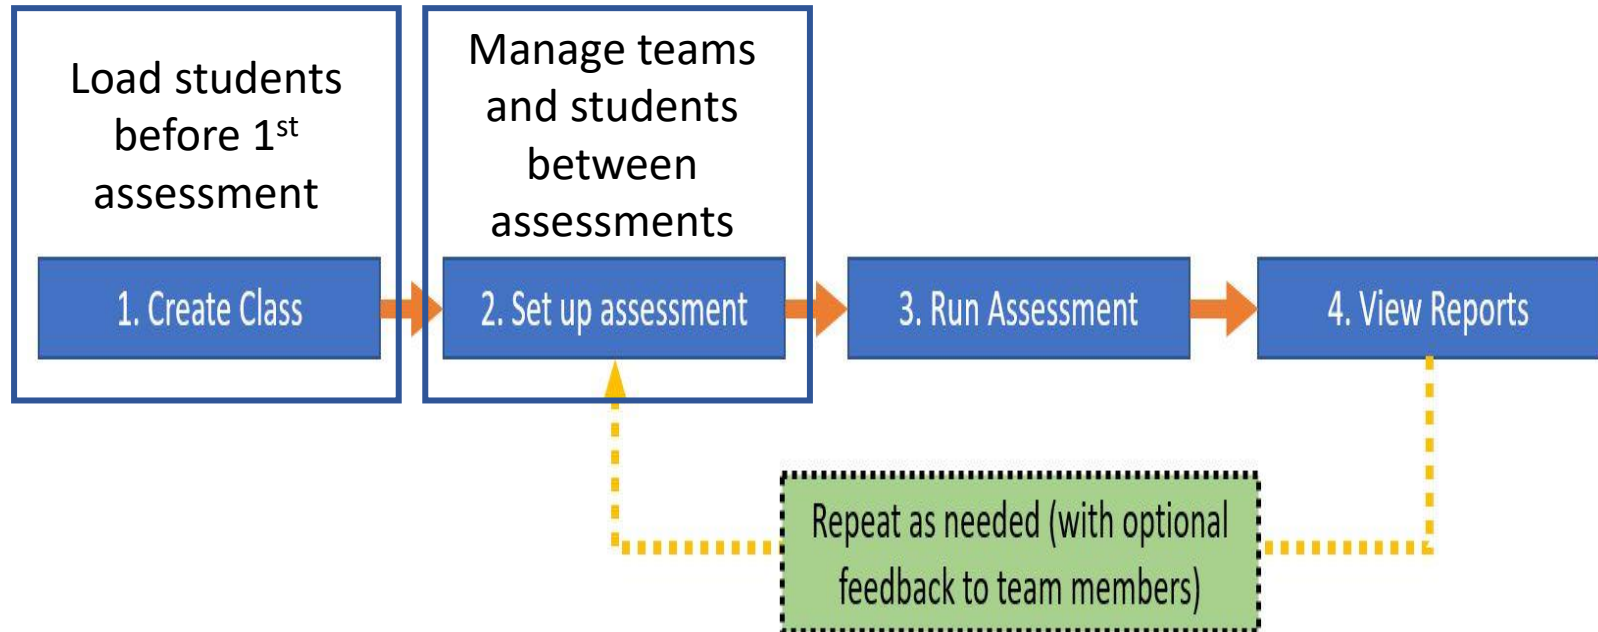 Load students
before 1st
assessment
Manage teams
and students
between
assessments
1. Create Class
2. Set up assessment
3. Run Assessment
4. View Reports
Repeat as needed (with optional
feedback to team members)